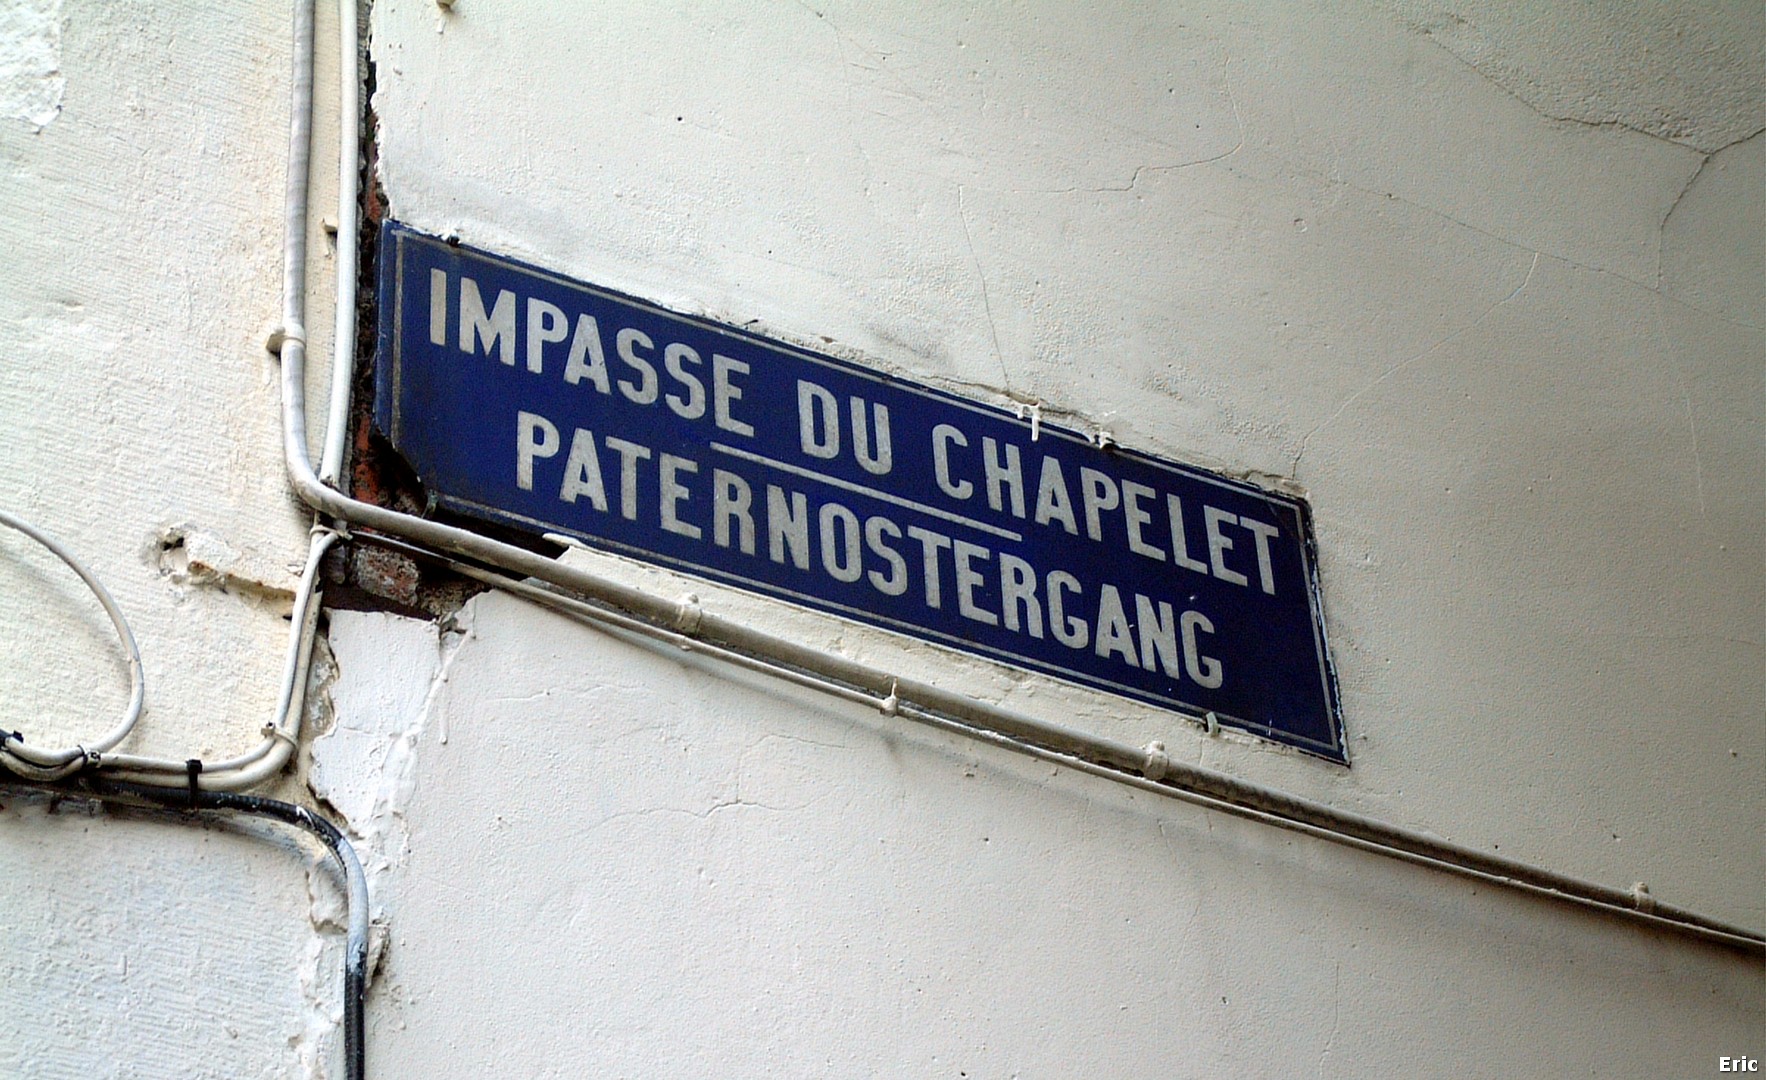 IMPASSE DU CHAPELET
PATERNOSTERGANG
Eric